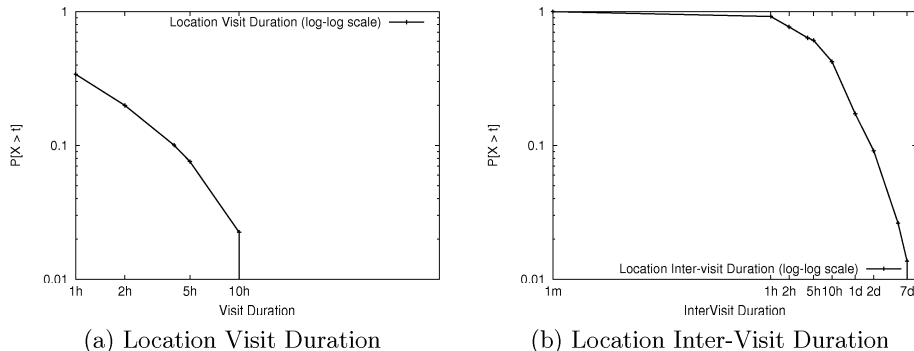 1
Location Visit Duration (log-log scale)
0.1
P[X > t]
0.01
1h 2h 5h 10h
Visit Duration
(a) Location Visit Duration
1
0.1
P[X > t]
Location Inter-visit Duration (log-log scale)
0.01
1m 1h 2h 5h 10h 1d 2d 7d
InterVisit Duration
(b) Location Inter-Visit Duration